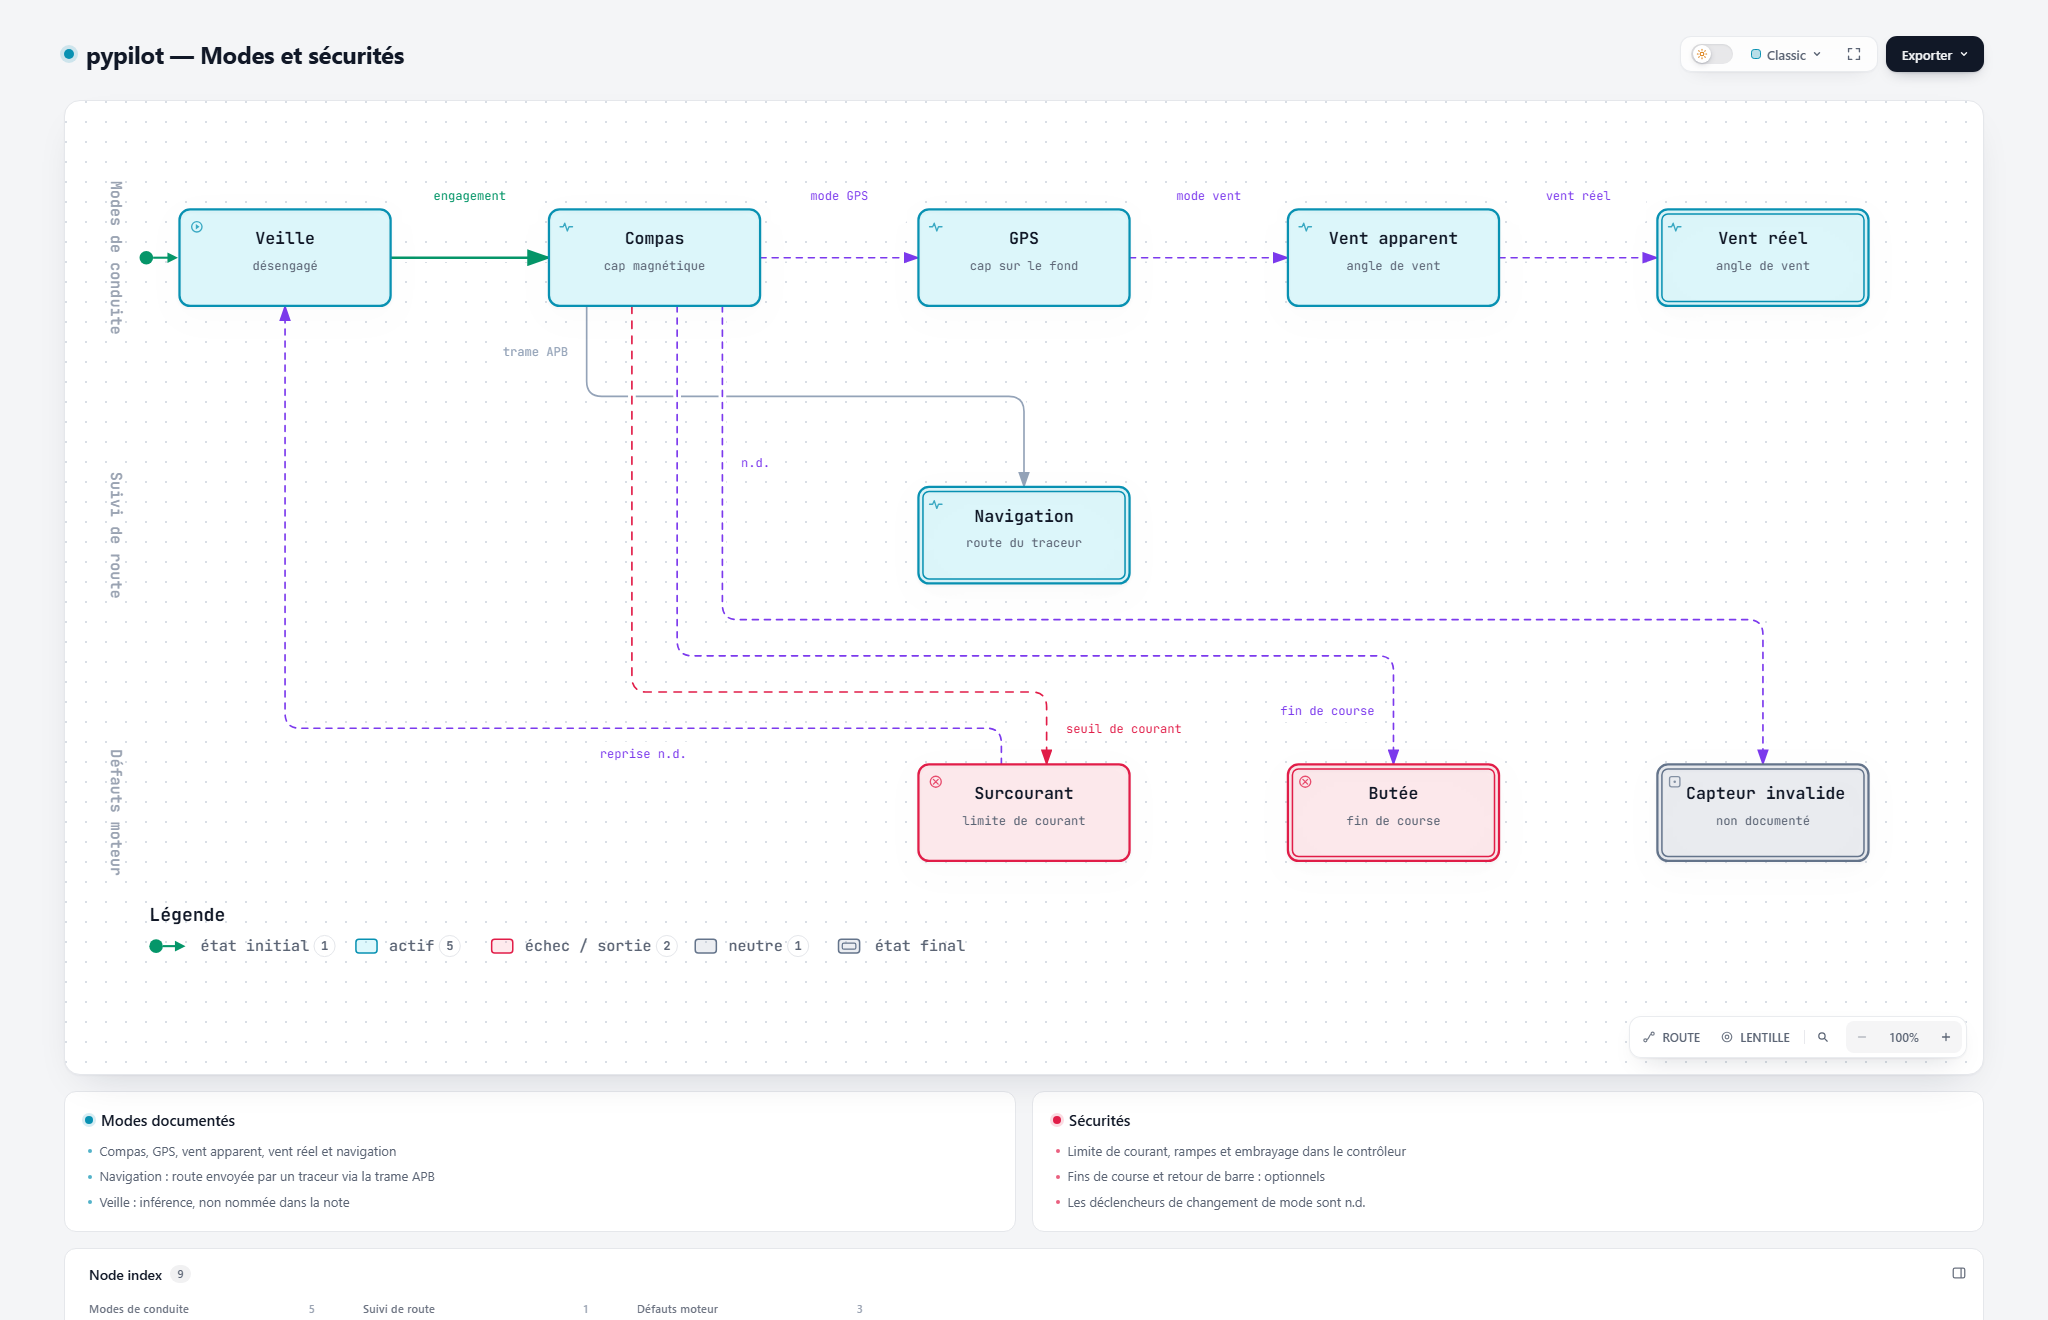 pypilot — Modes et sécurités
Classic
Exporter
Modes de conduite
engagement
mode GPS
mode vent
vent réel
Veille
désengagé
Compas
cap magnétique
GPS
cap sur le fond
Vent apparent
angle de vent
Vent réel
angle de vent
trame APB
n.d.
Suivi de route
Navigation
route du traceur
fin de course
seuil de courant
reprise n.d.
Défauts moteur
Surcourant
limite de courant
Butée
fin de course
Capteur invalide
non documenté
Légende
état initial 1
actif 5
échec / sortie 2
neutre 1
état final
ROUTE
LENTILLE
100%
Modes documentés
Compas, GPS, vent apparent, vent réel et navigation
Navigation : route envoyée par un traceur via la trame APB
Veille : inférence, non nommée dans la note
Sécurités
Limite de courant, rampes et embrayage dans le contrôleur
Fins de course et retour de barre : optionnels
Les déclencheurs de changement de mode sont n.d.
Node index 9
Modes de conduite 5
Suivi de route 1
Défauts moteur 3